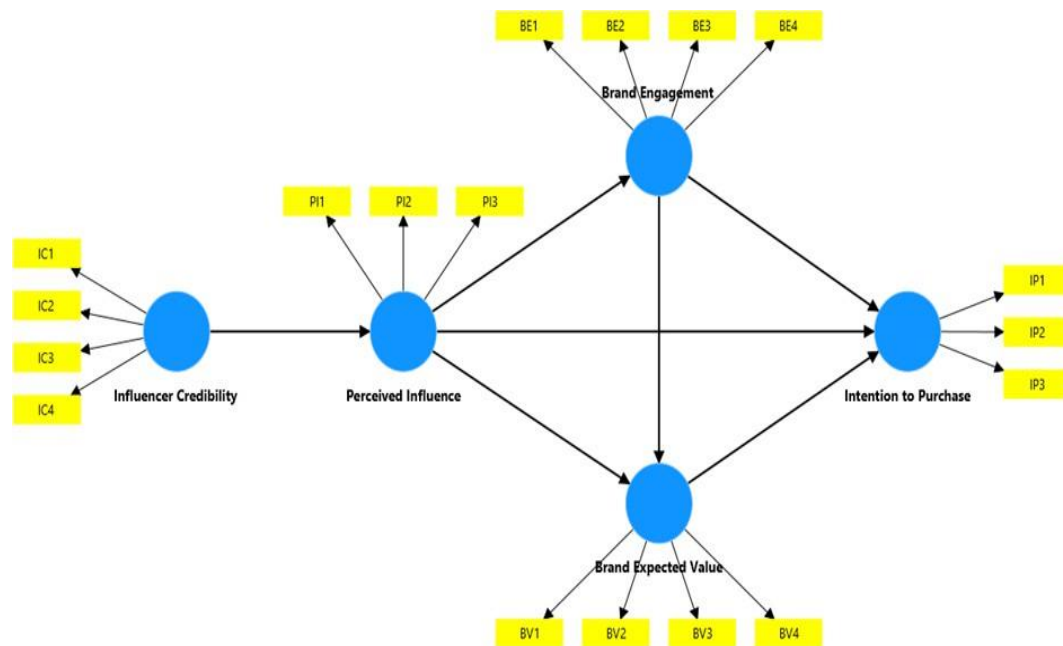 BE1
BE2
BE3
BE4
Brand Engagement
PI1
PI2
PI3
IC1
IC2
IC3
IC4
Influencer Credibility
Perceived Influence
IP1
IP2
IP3
Intention to Purchase
Brand Expected Value
BV1
BV2
BV3
BV4